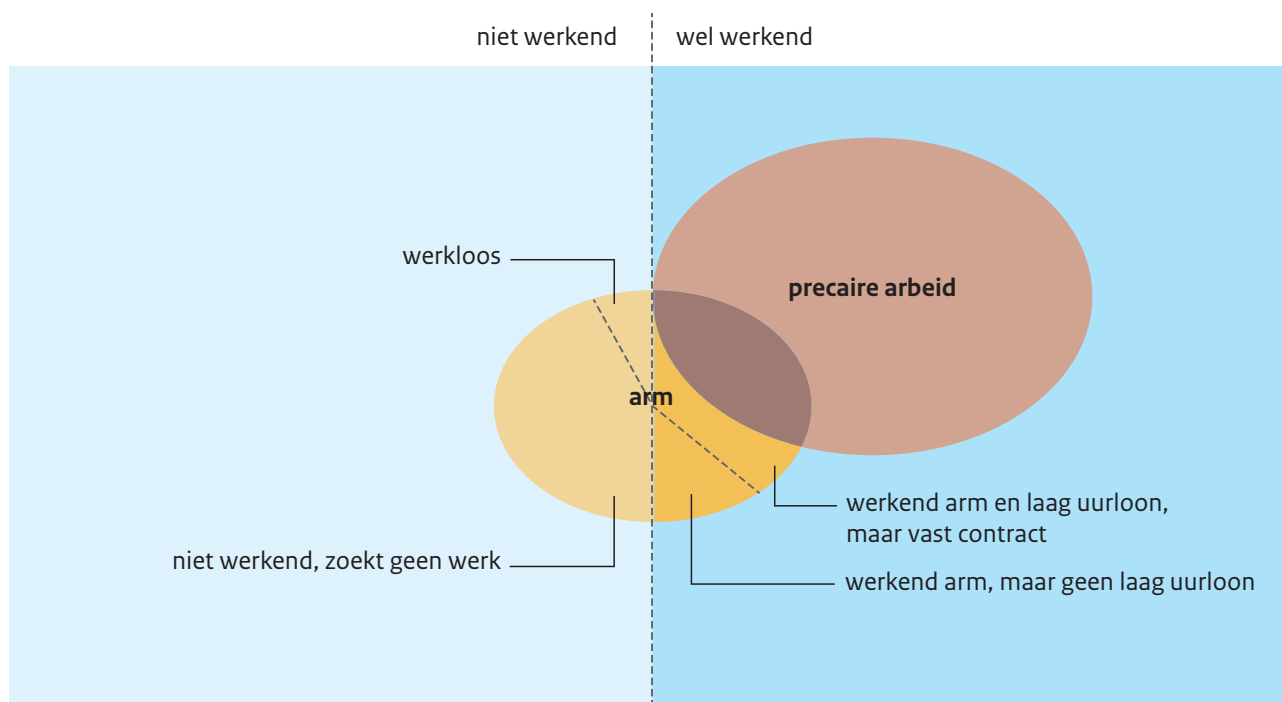 niet werkend
wel werkend
werkloos
precaire arbeid
arm
werkend arm en laag uurloon,
maar vast contract
niet werkend, zoekt geen werk
werkend arm, maar geen laag uurloon